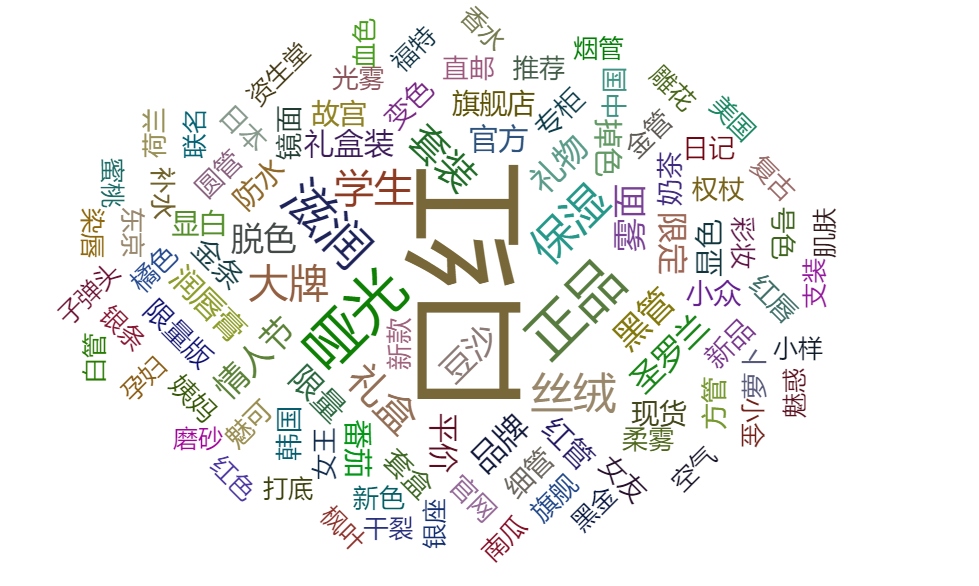 香水
血色
福特
烟管
资生堂
光雾
直邮
推荐
中国
雕花
美国
荷兰
联名
日本
镜面
故宫
变色
旗舰店
专柜
掉色
金管
日记
礼盒装
套装
官方
礼物
奶茶
复古
蜜桃
补水
圆管
防水
滋润
学生
口红
保湿
雾面
权杖
染唇
东京
显白
金条
脱色
限定
显色
彩妆
号色
肌肤
子弹头
橘色
润唇膏
大牌
哑光
正品
黑管
小众
红唇
支装
银条
限量版
情人节
新款
豆沙
圣罗兰
新品
小样
白管
孕妇
姨妈
限量
礼盒
丝绒
现货
方管
萝卜
魅惑
磨砂
魅可
韩国
女王
番茄
平价
品牌
红管
柔雾
小金
红色
打底
新色
套盒
官网
细管
旗舰
女友
黑金
空气
枫叶
干裂
银座
南瓜